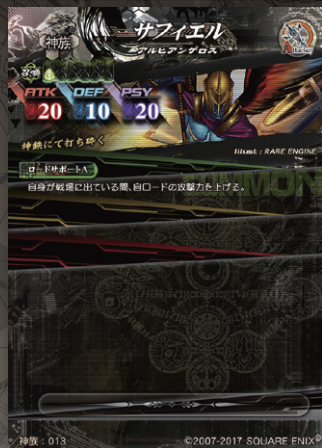 サフィエル
神族
アルヒアンゲロス
召喚
ATK DEF PSY
20 10 20
神鉄にて打ち砕く
Illust : RARE ENGINE
ロードサポートA
自身が戦場に出ている間、自ロードの攻撃力を上げる。
SUMMON
神族：013
©2007-2017 SQUARE ENIX